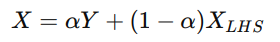 X = αY + (1 − α)X_{LHS}